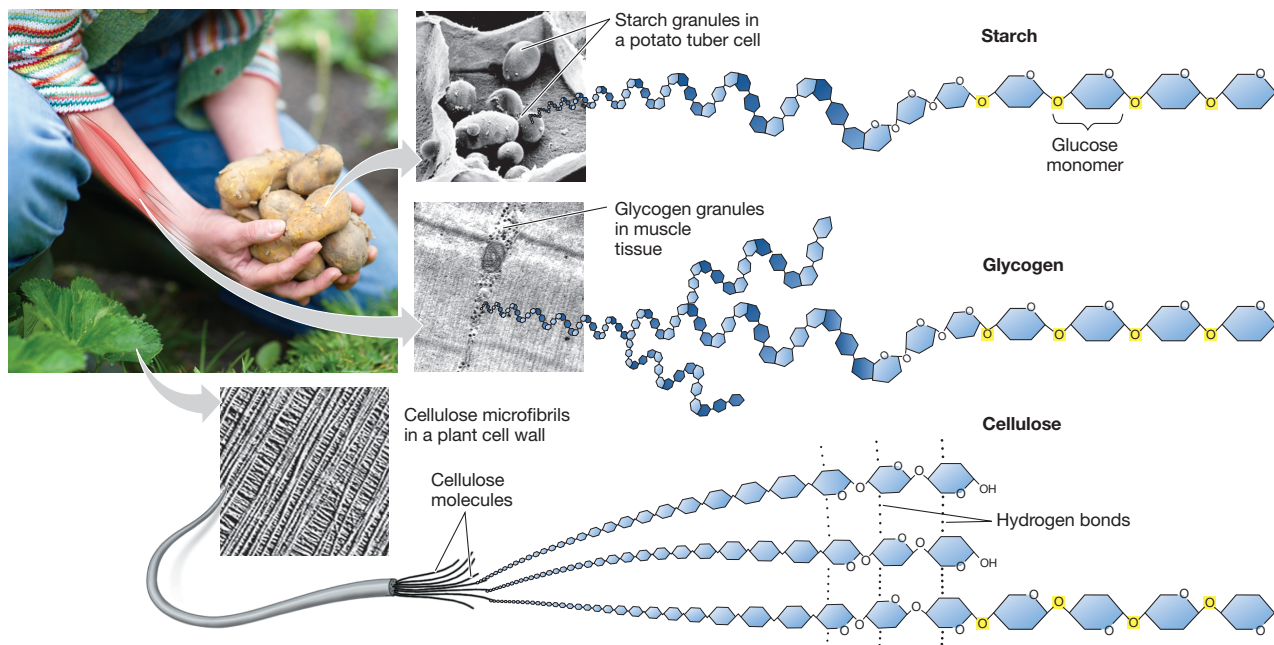 Starch granules in
a potato tuber cell
Starch
O
O
O
O
O
O
O
O
O
O
O
O
Glucose
monomer
Glycogen granules
in muscle
tissue
Glycogen
O
O
O
O
O
O
O
O
O
O
O
O
Cellulose microfibrils
in a plant cell wall
Cellulose
Cellulose
molecules
O
O
O
O
O
OH
Hydrogen bonds
O
O
O
O
O
OH
O
O
O
O
O
O
O
O
O
O
O
O
O